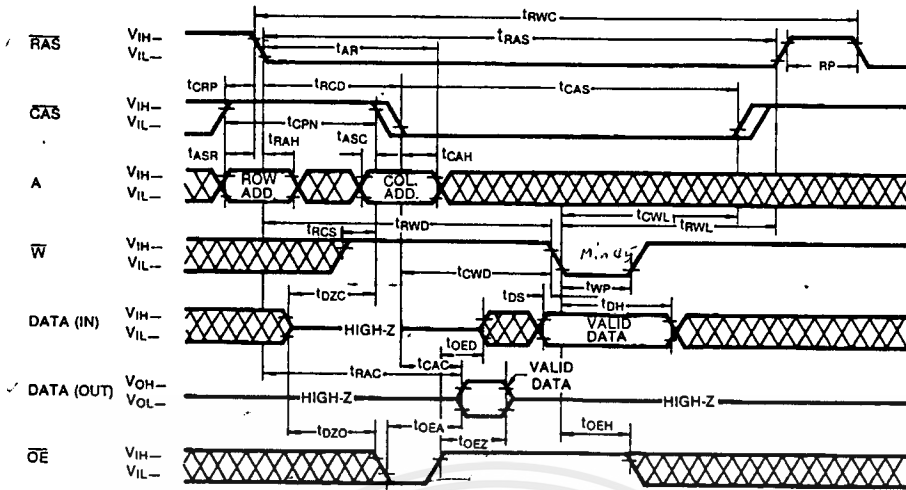 tRWC
RAS VIH— VIL— tAR tRAS RP
tCRP tRCD tCAS
CAS VIH— VIL— tCPN
tASR tRAH tASC tCAH
A VIH— VIL— ROW ADD. COL. ADD.
tCWL
tRCS tRWD tRWL
W VIH— VIL—
tCWD tWP
tDZC tDS tDH
DATA (IN) VIH— VIL— HIGH-Z VALID DATA
tOED
tRAC tCAC VALID DATA
DATA (OUT) VOH— VOL— HIGH-Z HIGH-Z
tDZO tOEA tOEZ tOEH
OE VIH— VIL—